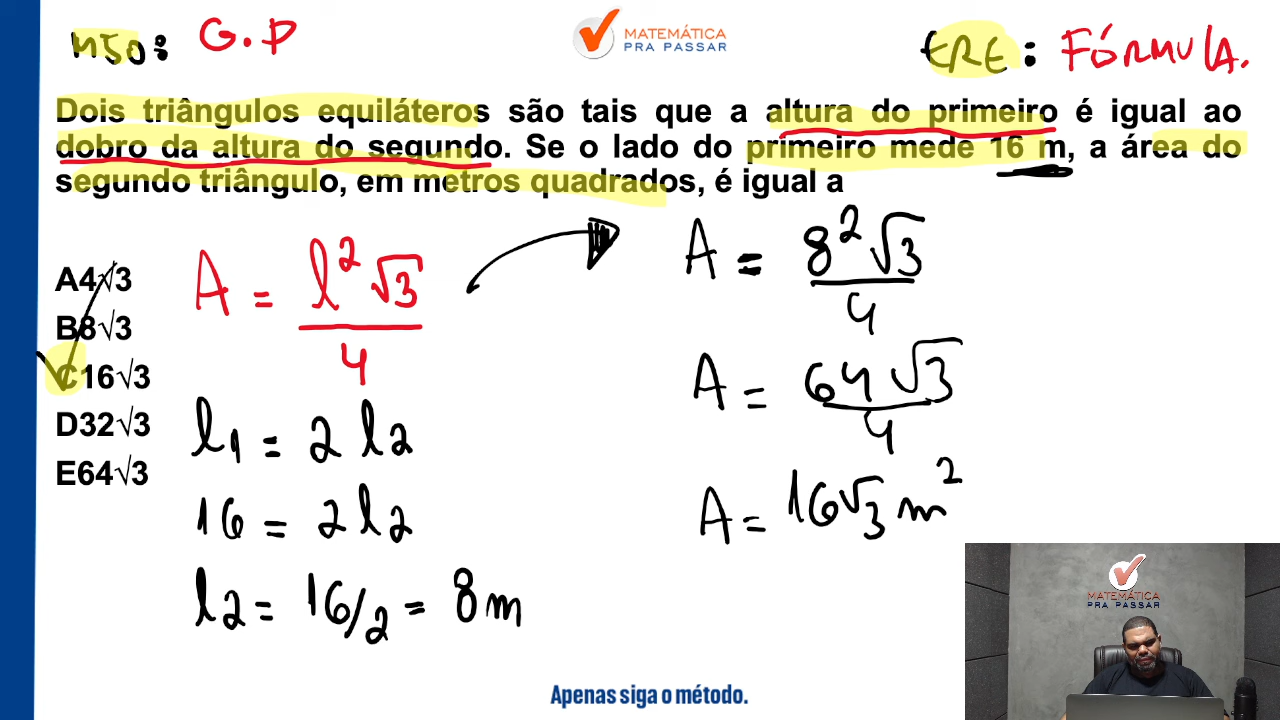 MSO: G.P
MATEMÁTICA
PRA PASSAR
ERE: FÓRMULA.
Dois triângulos equiláteros são tais que a altura do primeiro é igual ao
dobro da altura do segundo. Se o lado do primeiro mede 16 m, a área do
segundo triângulo, em metros quadrados, é igual a
A4√3
B8√3
C16√3
D32√3
E64√3
A = l²√3/4
l1 = 2 l2
16 = 2 l2
l2 = 16/2 = 8m
A = 8²√3/4
A = 64√3/4
A = 16√3 m²
MATEMÁTICA
PRA PASSAR
Apenas siga o método.